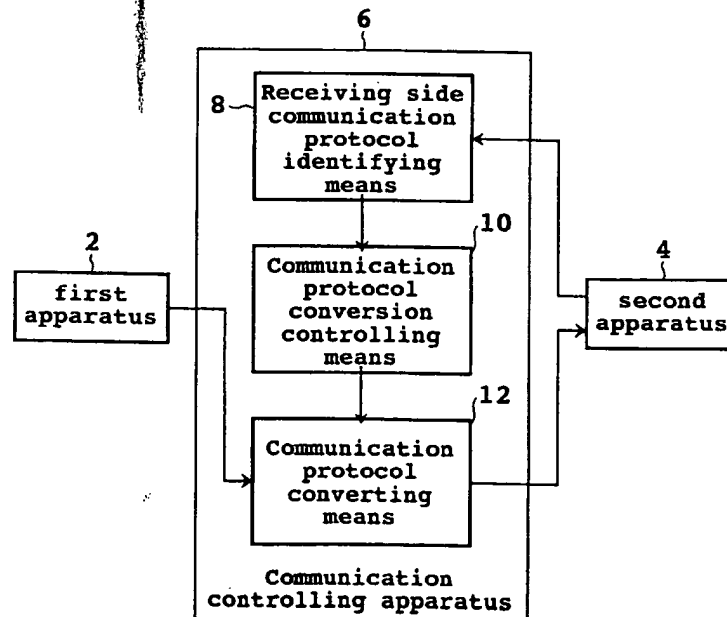 6
8
Receiving side
communication
protocol
identifying
means
10
2
4
first
apparatus
Communication
protocol
conversion
controlling
means
second
apparatus
12
Communication
protocol
converting
means
Communication
controlling apparatus